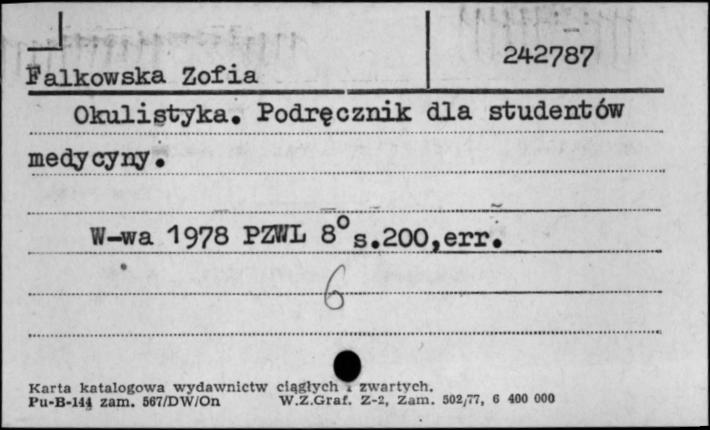 242787
Falkowska Zofia
Okulistyka. Podręcznik dla studentów
medycyny.
W-wa 1978 PZWL 8° s.200,err.
6
Karta katalogowa wydawnictw ciągłych i zwartych.
Pu-B-144 zam. 567/DW/On W.Z.Graf. Z-2, Zam. 502/77, 6 400 000